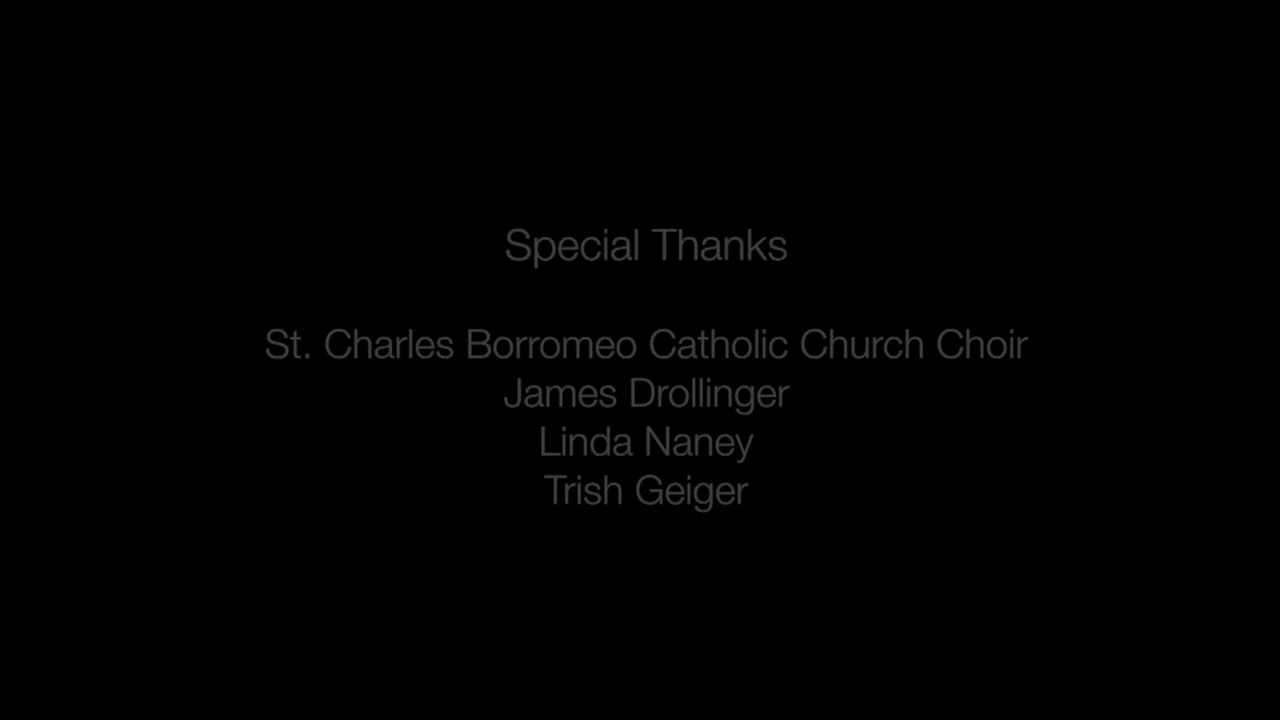 Special Thanks
St. Charles Borromeo Catholic Church Choir
James Drollinger
Linda Naney
Trish Geiger